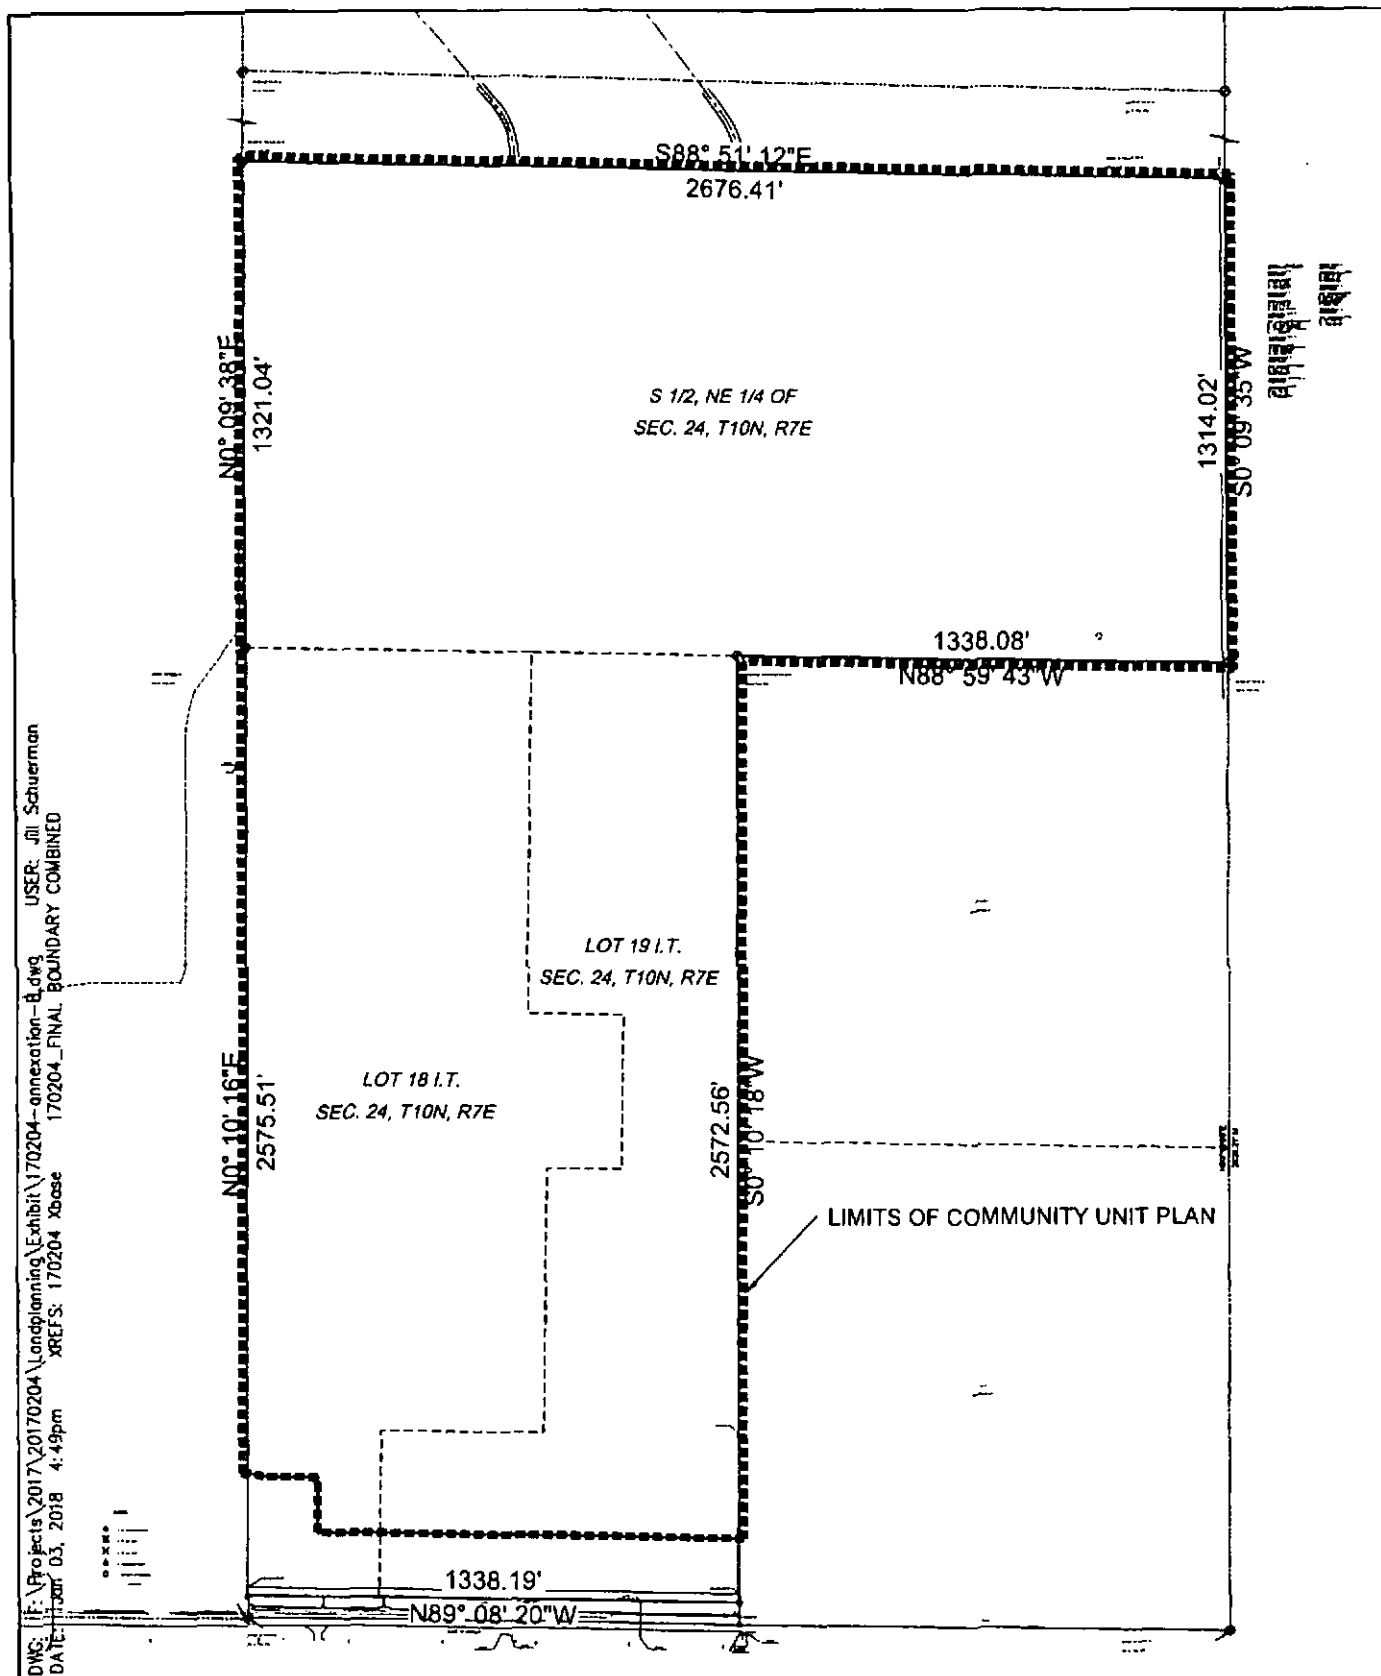 S88° 51' 12"E
2676.41'
N0° 09' 38"E
1321.04'
S 1/2, NE 1/4 OF
SEC. 24, T10N, R7E
1314.02'
S0° 09' 35"W
1338.08'
N88° 59' 43"W
LOT 19 I.T.
SEC. 24, T10N, R7E
LOT 18 I.T.
SEC. 24, T10N, R7E
N0° 10' 16"E
2575.51'
2572.56'
S0° 10' 18"W
LIMITS OF COMMUNITY UNIT PLAN
1338.19'
N89° 08' 20"W
DWG: F:\Projects\2017\20170204\Landplanning\Exhibit\170204-annexation-B.dwg USER: Jill Schuerman
DATE: Jan 03, 2018 4:49pm XREFS: 170204 Xbase 170204_FINAL BOUNDARY COMBINED